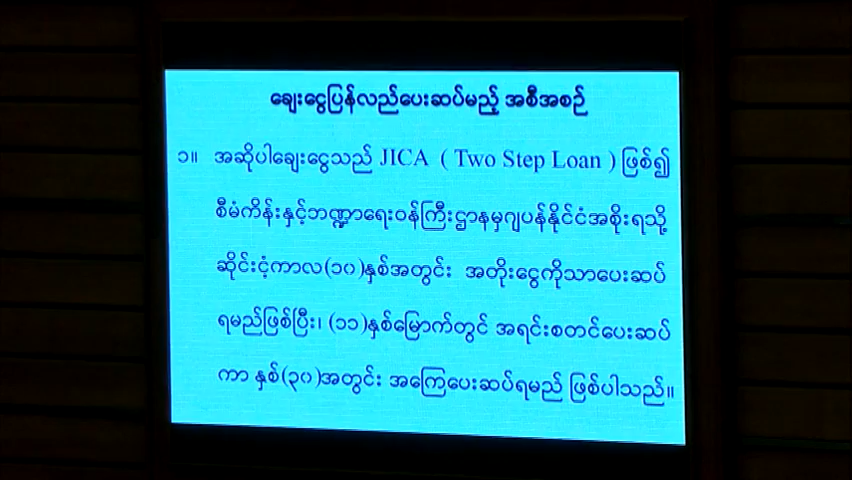 ချေးငွေပြန်လည်ပေးဆပ်မည့် အစီအစဉ်
၁။ အဆိုပါချေးငွေသည် JICA ( Two Step Loan ) ဖြစ်၍
စီမံကိန်းနှင့်ဘဏ္ဍာရေးဝန်ကြီးဌာနမှဂျပန်နိုင်ငံအစိုးရသို့
ဆိုင်းငံ့ကာလ(၁၀)နှစ်အတွင်း အတိုးငွေကိုသာပေးဆပ်
ရမည်ဖြစ်ပြီး၊ (၁၁)နှစ်မြောက်တွင် အရင်းစတင်ပေးဆပ်
ကာ နှစ်(၃၀)အတွင်း အကြေပေးဆပ်ရမည် ဖြစ်ပါသည်။